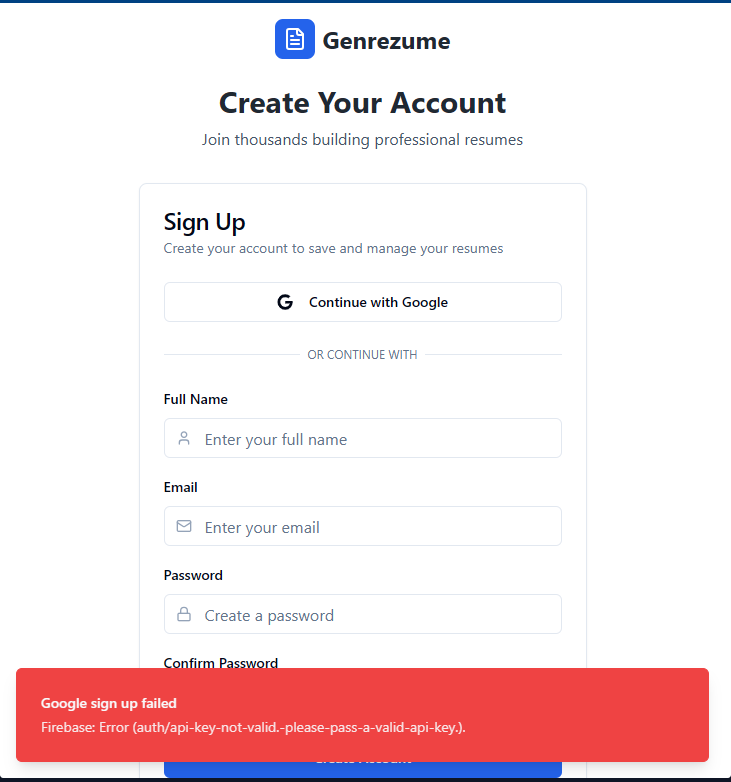 Genrezume
Create Your Account
Join thousands building professional resumes
Sign Up
Create your account to save and manage your resumes
Continue with Google
OR CONTINUE WITH
Full Name
Enter your full name
Email
Enter your email
Password
Create a password
Confirm Password
Google sign up failed
Firebase: Error (auth/api-key-not-valid.-please-pass-a-valid-api-key.).
Create Account